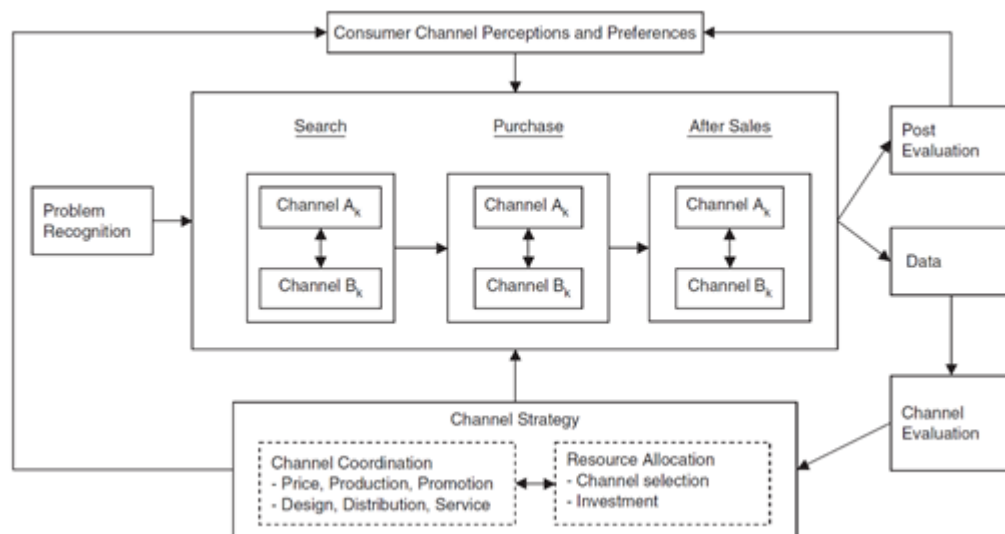 Consumer Channel Perceptions and Preferences
Search
Purchase
After Sales
Post
Evaluation
Problem
Recognition
Channel Aₖ
Channel Bₖ
Channel Aₖ
Channel Bₖ
Channel Aₖ
Channel Bₖ
Data
Channel
Evaluation
Channel Strategy
Channel Coordination
- Price, Production, Promotion
- Design, Distribution, Service
Resource Allocation
- Channel selection
- Investment